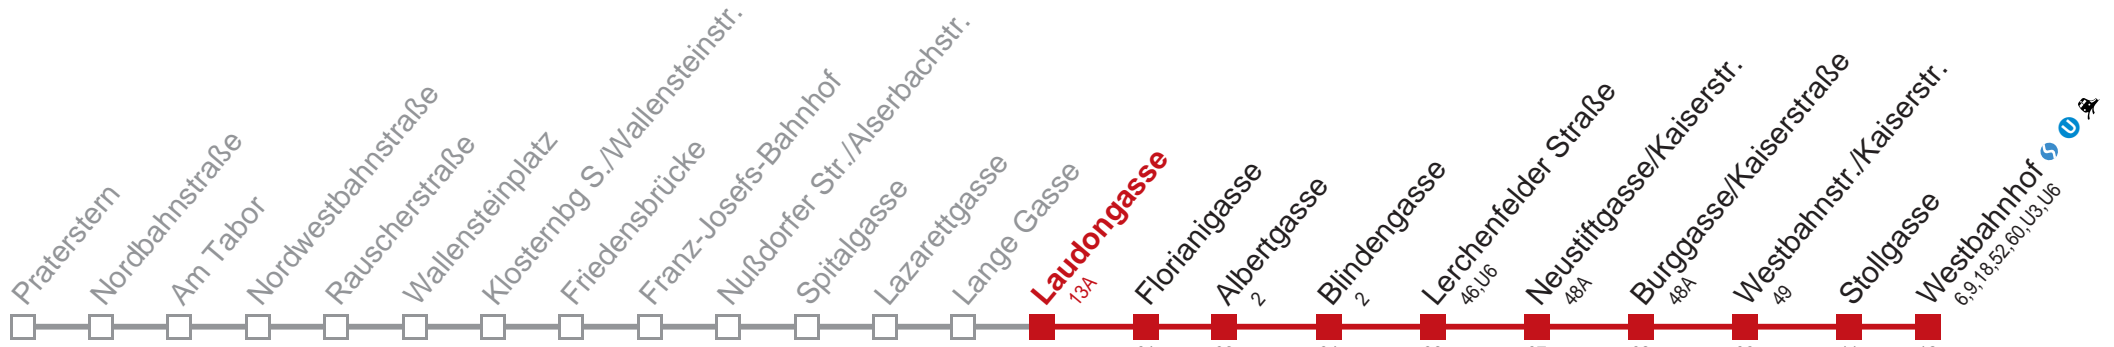 Praterstern
Nordbahnstraße
Am Tabor
Nordwestbahnstraße
Rauscherstraße
Wallensteinplatz
Klosternbg S./Wallensteinstr.
Friedensbrücke
Franz-Josefs-Bahnhof
Nußdorfer Str./Alserbachstr.
Spitalgasse
Lazarettgasse
Lange Gasse
Laudongasse
13A
Florianigasse
Albertgasse
2
Blindengasse
2
Lerchenfelder Straße
46,U6
Neustiftgasse/Kaiserstr.
48A
Burggasse/Kaiserstraße
48A
Westbahnstr./Kaiserstr.
49
Stollgasse
Westbahnhof S U
6,9,18,52,60,U3,U6